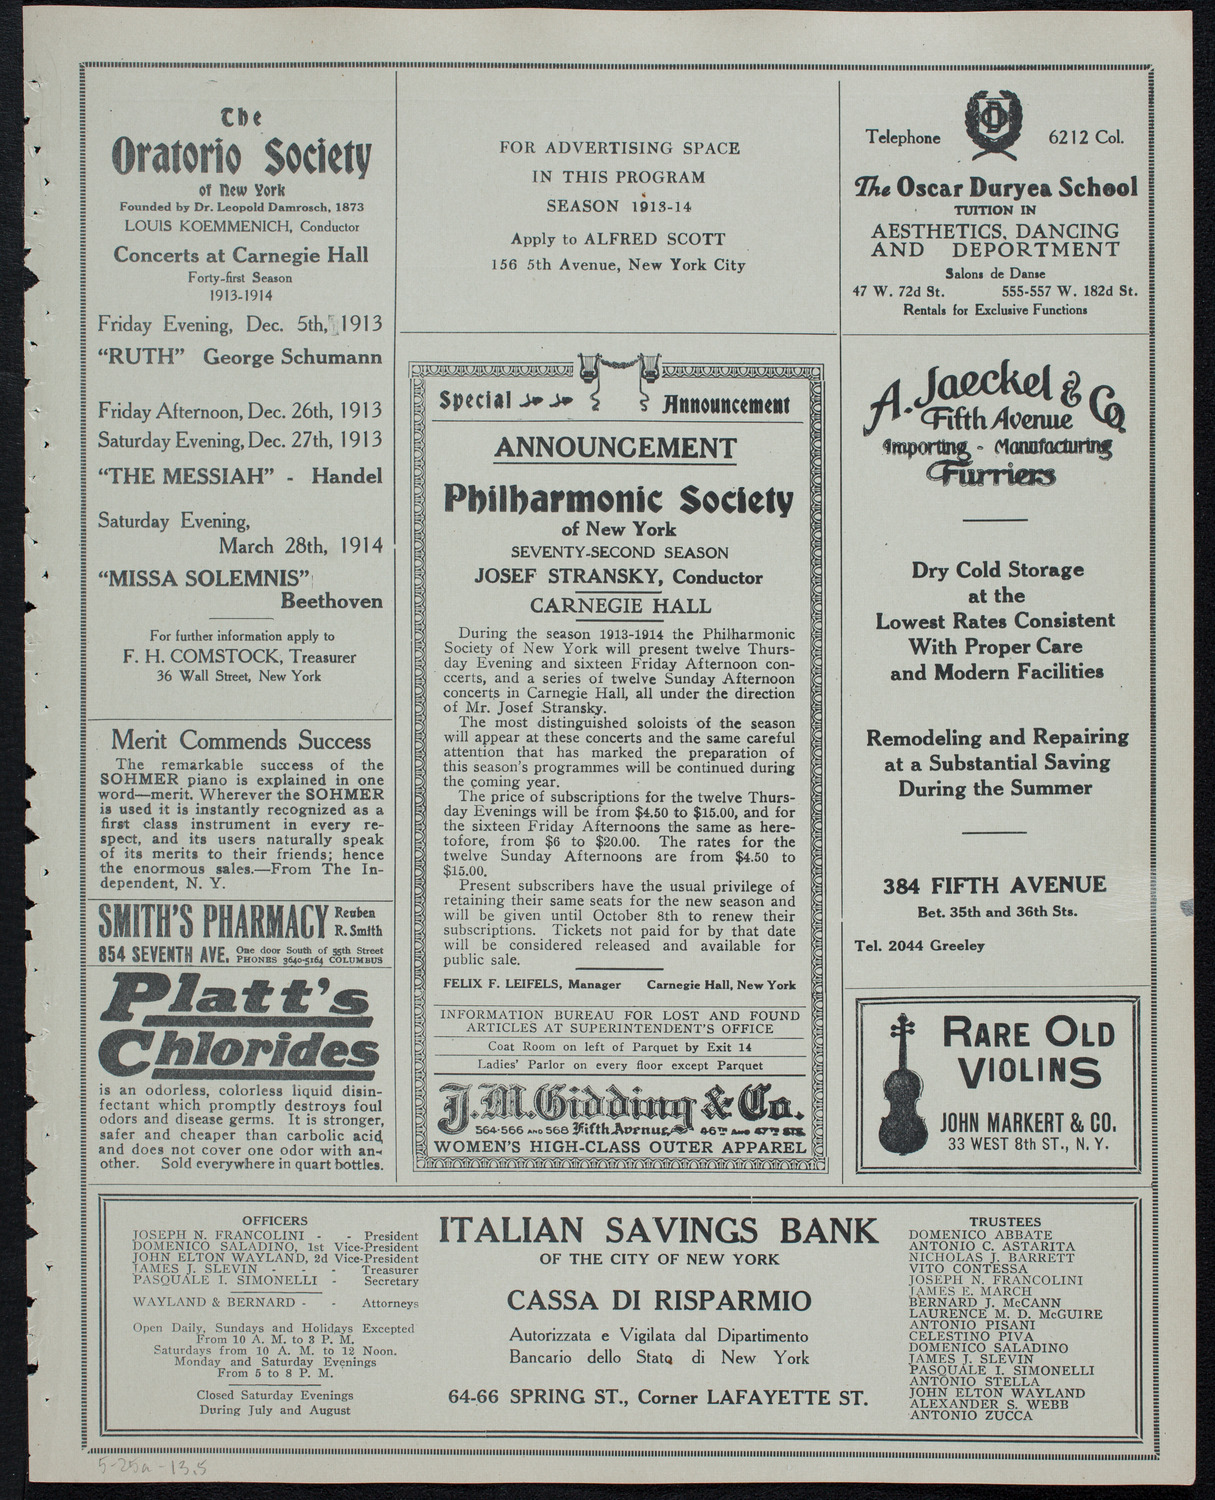 The
Oratorio Society
of New York
Founded by Dr. Leopold Damrosch, 1873
LOUIS KOEMMENICH, Conductor
Concerts at Carnegie Hall
Forty-first Season
1913-1914
Friday Evening, Dec. 5th, 1913
“RUTH” George Schumann
Friday Afternoon, Dec. 26th, 1913
Saturday Evening, Dec. 27th, 1913
“THE MESSIAH” - Handel
Saturday Evening,
March 28th, 1914
“MISSA SOLEMNIS”
Beethoven
For further information apply to
F. H. COMSTOCK, Treasurer
36 Wall Street, New York
Merit Commends Success
The remarkable success of the
SOHMER piano is explained in one
word—merit. Wherever the SOHMER
is used it is instantly recognized as a
first class instrument in every re-
spect, and its users naturally speak
of its merits to their friends; hence
the enormous sales.—From The In-
dependent, N. Y.
SMITH'S PHARMACY Reuben
R. Smith
854 SEVENTH AVE. One door South of 55th Street
PHONES 3640-5164 COLUMBUS
Platt's
Chlorides
is an odorless, colorless liquid disin-
fectant which promptly destroys foul
odors and disease germs. It is stronger,
safer and cheaper than carbolic acid
and does not cover one odor with an-
other. Sold everywhere in quart bottles.
FOR ADVERTISING SPACE
IN THIS PROGRAM
SEASON 1913-14
Apply to ALFRED SCOTT
156 5th Avenue, New York City
Special Announcement
ANNOUNCEMENT
Philharmonic Society
of New York
SEVENTY-SECOND SEASON
JOSEF STRANSKY, Conductor
CARNEGIE HALL
During the season 1913-1914 the Philharmonic
Society of New York will present twelve Thurs-
day Evening and sixteen Friday Afternoon con-
ccerts, and a series of twelve Sunday Afternoon
concerts in Carnegie Hall, all under the direction
of Mr. Josef Stransky.
The most distinguished soloists of the season
will appear at these concerts and the same careful
attention that has marked the preparation of
this season's programmes will be continued during
the coming year.
The price of subscriptions for the twelve Thurs-
day Evenings will be from $4.50 to $15.00, and for
the sixteen Friday Afternoons the same as here-
tofore, from $6 to $20.00. The rates for the
twelve Sunday Afternoons are from $4.50 to
$15.00.
Present subscribers have the usual privilege of
retaining their same seats for the new season and
will be given until October 8th to renew their
subscriptions. Tickets not paid for by that date
will be considered released and available for
public sale.
FELIX F. LEIFELS, Manager Carnegie Hall, New York
INFORMATION BUREAU FOR LOST AND FOUND
ARTICLES AT SUPERINTENDENT'S OFFICE
Coat Room on left of Parquet by Exit 14
Ladies' Parlor on every floor except Parquet
J. M. Gidding & Co.
564-566 AND 568 Fifth Avenue, 46TH AND 47TH STS.
WOMEN'S HIGH-CLASS OUTER APPAREL
Telephone 6212 Col.
The Oscar Duryea School
TUITION IN
AESTHETICS, DANCING
AND DEPORTMENT
Salons de Danse
47 W. 72d St. 555-557 W. 182d St.
Rentals for Exclusive Functions
A. Jaeckel & Co.
Fifth Avenue
Importing - Manufacturing
Furriers
Dry Cold Storage
at the
Lowest Rates Consistent
With Proper Care
and Modern Facilities
Remodeling and Repairing
at a Substantial Saving
During the Summer
384 FIFTH AVENUE
Bet. 35th and 36th Sts.
Tel. 2044 Greeley
RARE OLD
VIOLINS
JOHN MARKERT & CO.
33 WEST 8th ST., N. Y.
OFFICERS
JOSEPH N. FRANCOLINI - - President
DOMENICO SALADINO, 1st Vice-President
JOHN ELTON WAYLAND, 2d Vice-President
JAMES J. SLEVIN - - - Treasurer
PASQUALE I. SIMONELLI - Secretary
WAYLAND & BERNARD - - Attorneys
Open Daily, Sundays and Holidays Excepted
From 10 A. M. to 3 P. M.
Saturdays from 10 A. M. to 12 Noon.
Monday and Saturday Evenings
From 5 to 8 P. M.
Closed Saturday Evenings
During July and August
ITALIAN SAVINGS BANK
OF THE CITY OF NEW YORK
CASSA DI RISPARMIO
Autorizzata e Vigilata dal Dipartimento
Bancario dello Stato di New York
64-66 SPRING ST., Corner LAFAYETTE ST.
TRUSTEES
DOMENICO ABBATE
ANTONIO C. ASTARITA
NICHOLAS J. BARRETT
VITO CONTESSA
JOSEPH N. FRANCOLINI
JAMES E. MARCH
BERNARD J. McCANN
LAURENCE M. D. McGUIRE
ANTONIO PISANI
CELESTINO PIVA
DOMENICO SALADINO
JAMES J. SLEVIN
PASQUALE I. SIMONELLI
ANTONIO STELLA
JOHN ELTON WAYLAND
ALEXANDER S. WEBB
ANTONIO ZUCCA
5-25a-13.5